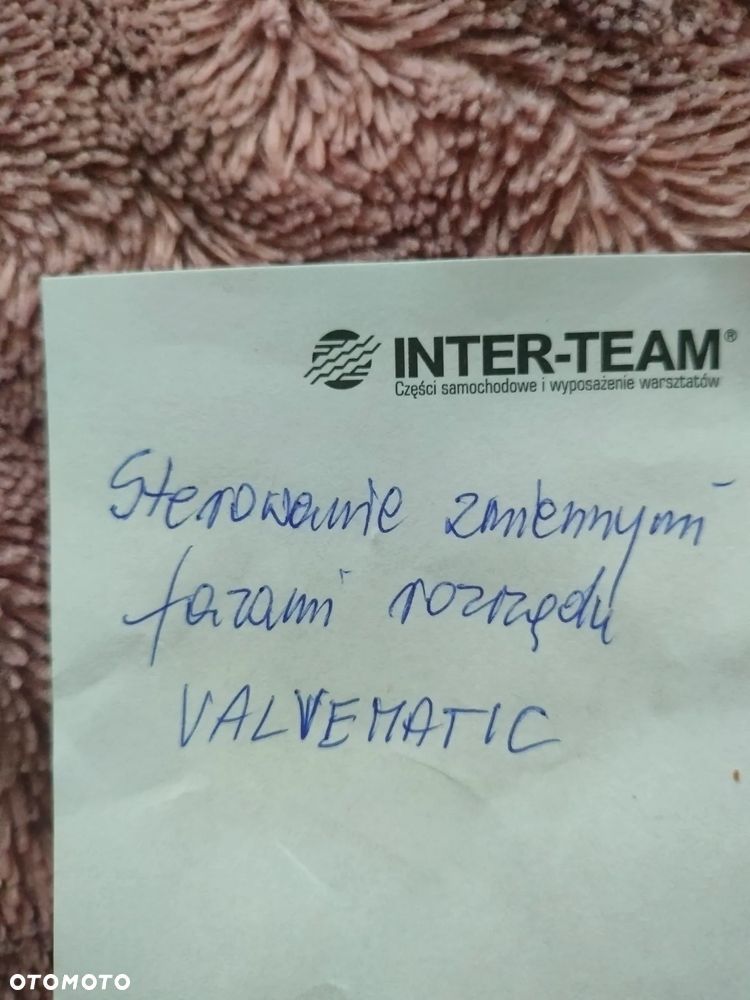 INTER-TEAM®
Części samochodowe i wyposażenie warsztatów
Sterowanie zmiennymi
fazami rozrządu
VALVEMATIC
OTOMOTO